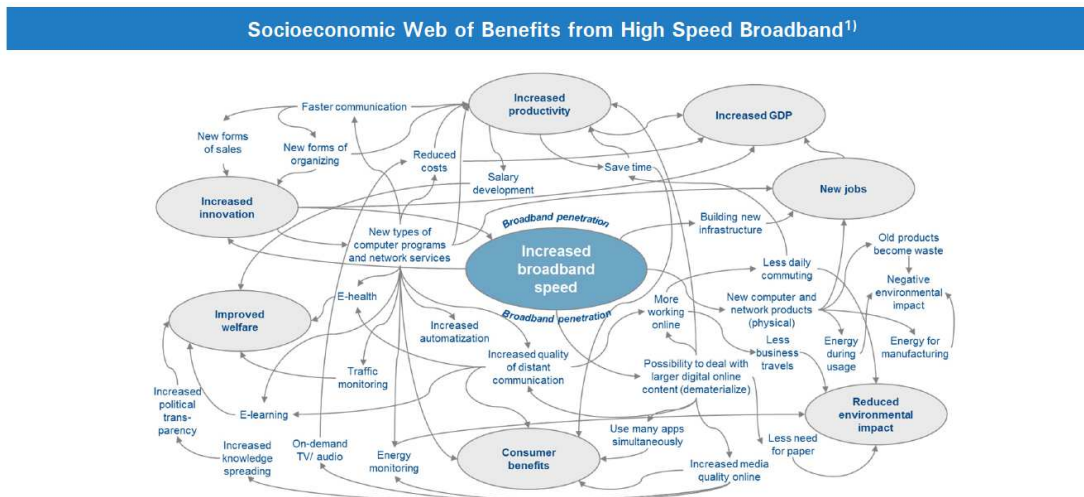 Socioeconomic Web of Benefits from High Speed Broadband1)
Increased
productivity
Increased GDP
Faster communication
New forms
of sales
New forms of
organizing
Reduced
costs
Salary
development
Save time
New jobs
Increased
innovation
Broadband penetration
Building new
infrastructure
Old products
become waste
New types of
computer programs
and network services
Increased
broadband
speed
Less daily
commuting
Negative
environmental
impact
E-health
More
working
online
New computer and
network products
(physical)
Improved
welfare
Broadband penetration
Increased
automatization
Less
business
travels
Energy
during
usage
Energy for
manufacturing
Increased quality
of distant
communication
Possibility to deal with
larger digital online
content (dematerialize)
Traffic
monitoring
Increased
political
trans-
parency
E-learning
Reduced
environmental
impact
Use many apps
simultaneously
Less need
for paper
Increased
knowledge
spreading
On-demand
TV/ audio
Energy
monitoring
Consumer
benefits
Increased media
quality online